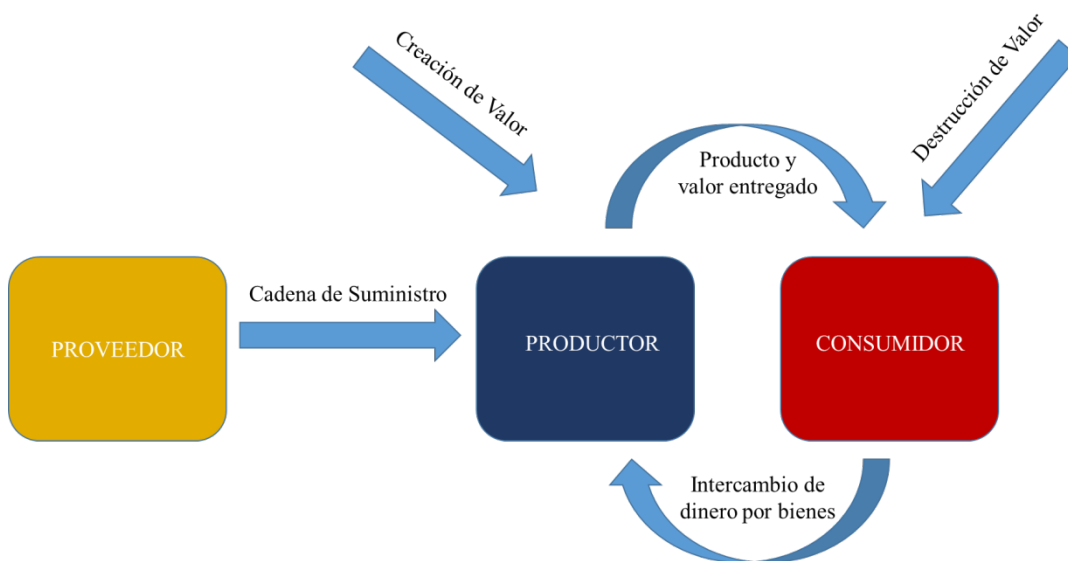 Creación de Valor
Destrucción de Valor
Producto y
valor entregado
Cadena de Suministro
PROVEEDOR
PRODUCTOR
CONSUMIDOR
Intercambio de
dinero por bienes